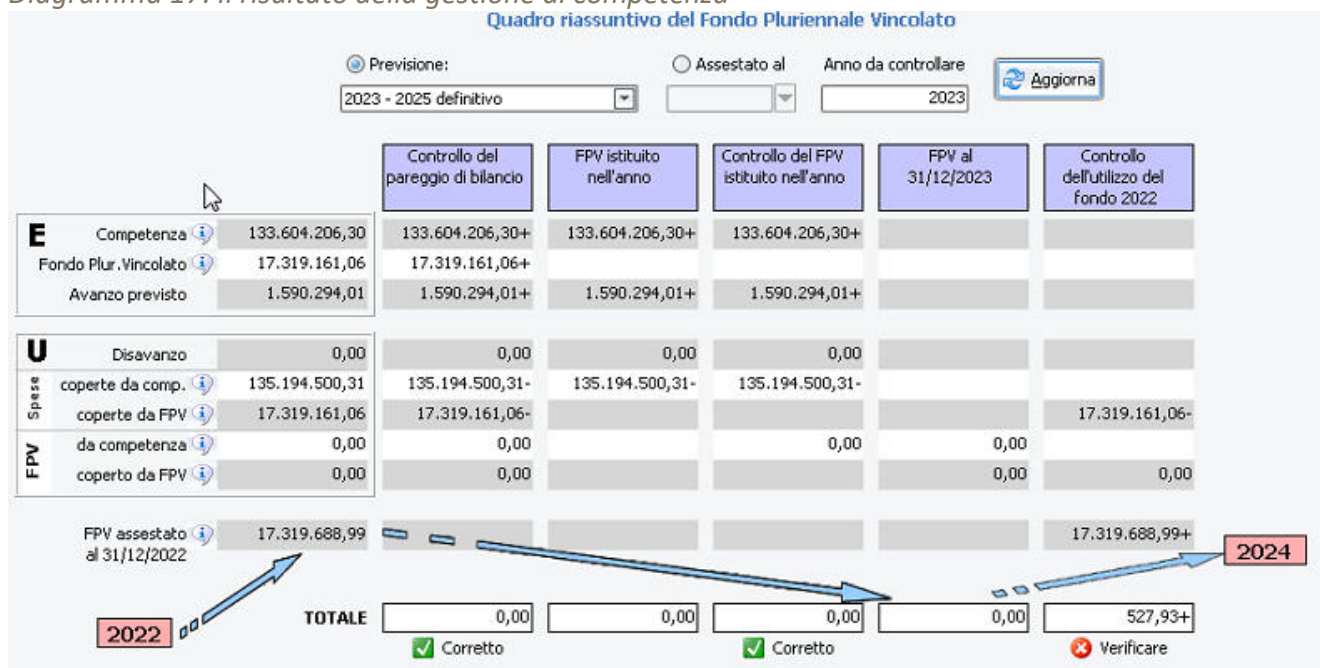 Diagramma 17: Il risultato della gestione di competenza
Quadro riassuntivo del Fondo Pluriennale Vincolato
Previsione: Assestato al Anno da controllare
2023 - 2025 definitivo 2023 Aggiorna
Controllo del pareggio di bilancio FPV istituito nell'anno Controllo del FPV istituito nell'anno FPV al 31/12/2023 Controllo dell'utilizzo del fondo 2022
E Competenza 133.604.206,30 133.604.206,30+ 133.604.206,30+ 133.604.206,30+
Fondo Plur.Vincolato 17.319.161,06 17.319.161,06+
Avanzo previsto 1.590.294,01 1.590.294,01+ 1.590.294,01+ 1.590.294,01+
U Disavanzo 0,00 0,00 0,00 0,00
Spese coperte da comp. 135.194.500,31 135.194.500,31- 135.194.500,31- 135.194.500,31-
coperte da FPV 17.319.161,06 17.319.161,06- 17.319.161,06-
FPV da competenza 0,00 0,00 0,00 0,00
coperto da FPV 0,00 0,00 0,00 0,00
FPV assestato 17.319.688,99 17.319.688,99+
al 31/12/2022
2024
TOTALE 0,00 0,00 0,00 0,00 527,93+
2022
Corretto Corretto Verificare